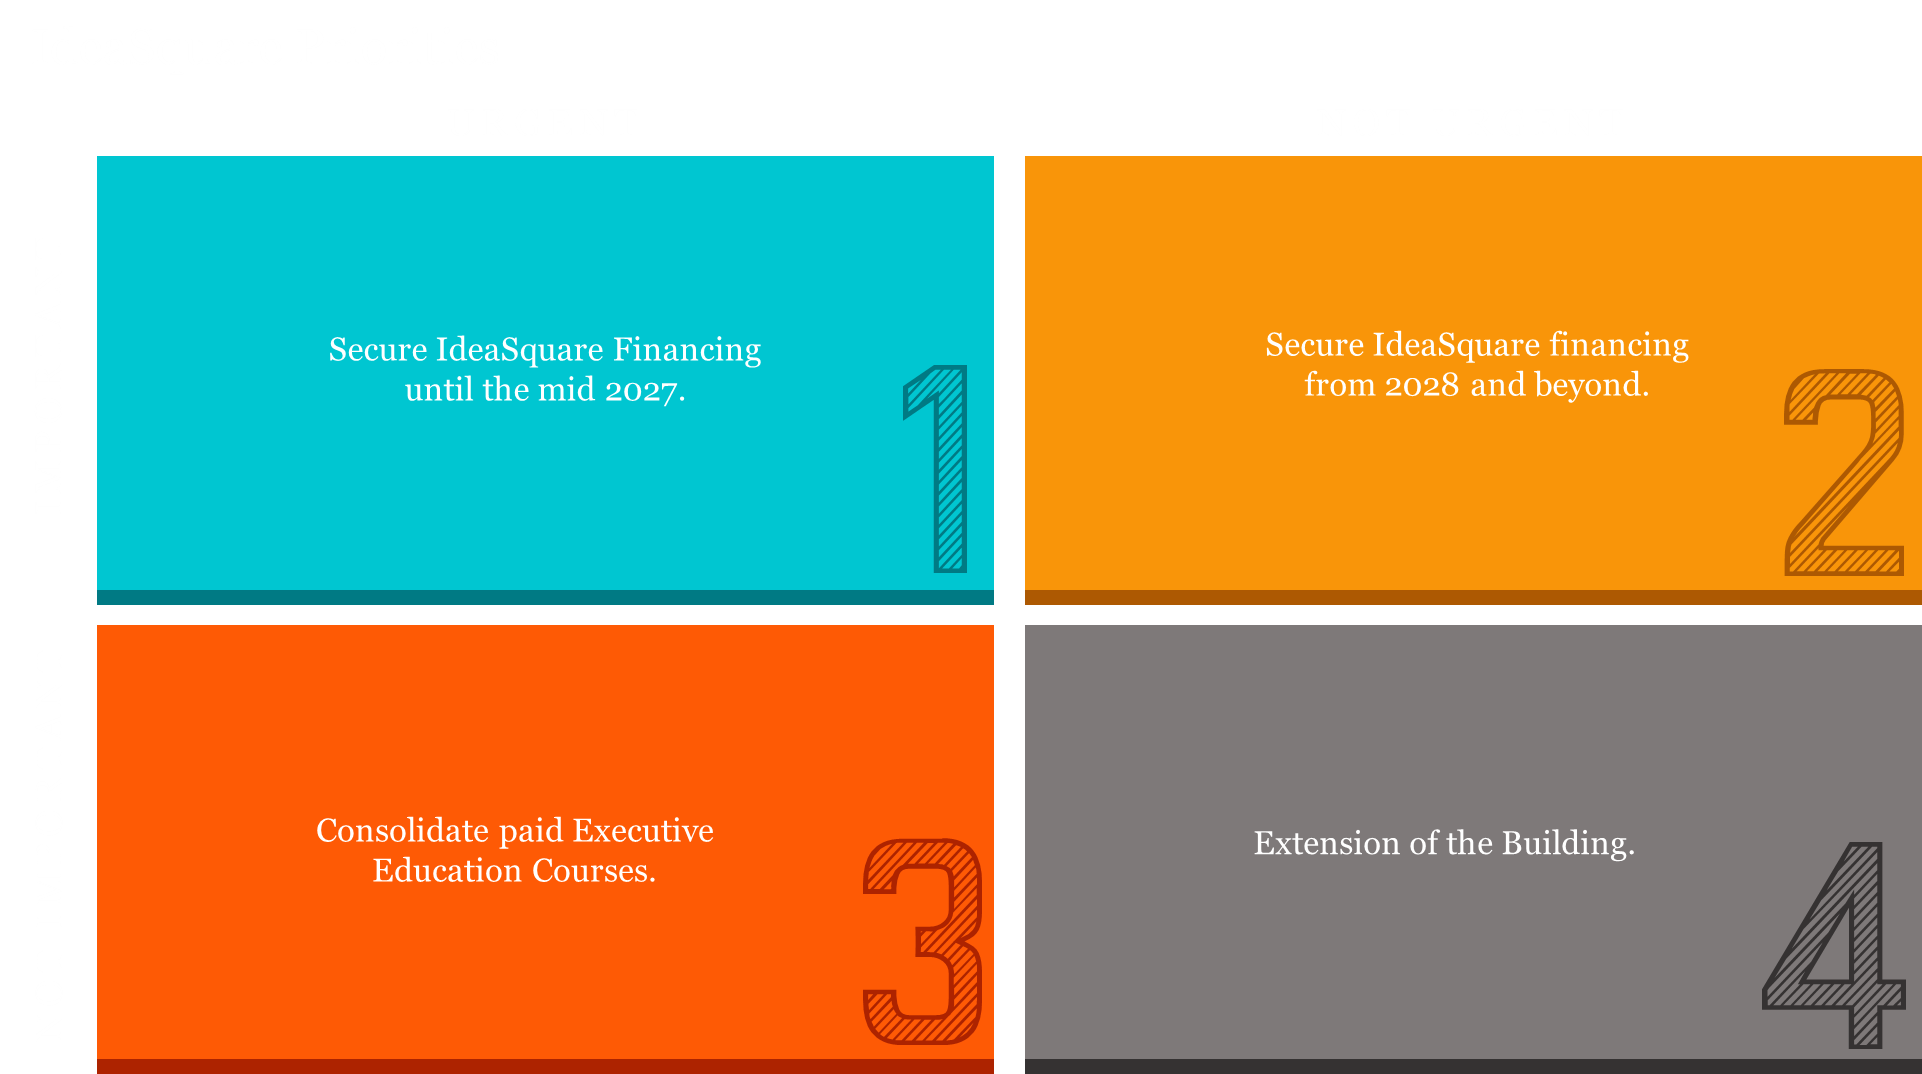 Secure IdeaSquare Financing
until the mid 2027.
1
Secure IdeaSquare financing
from 2028 and beyond.
2
Consolidate paid Executive
Education Courses.
3
Extension of the Building.
4